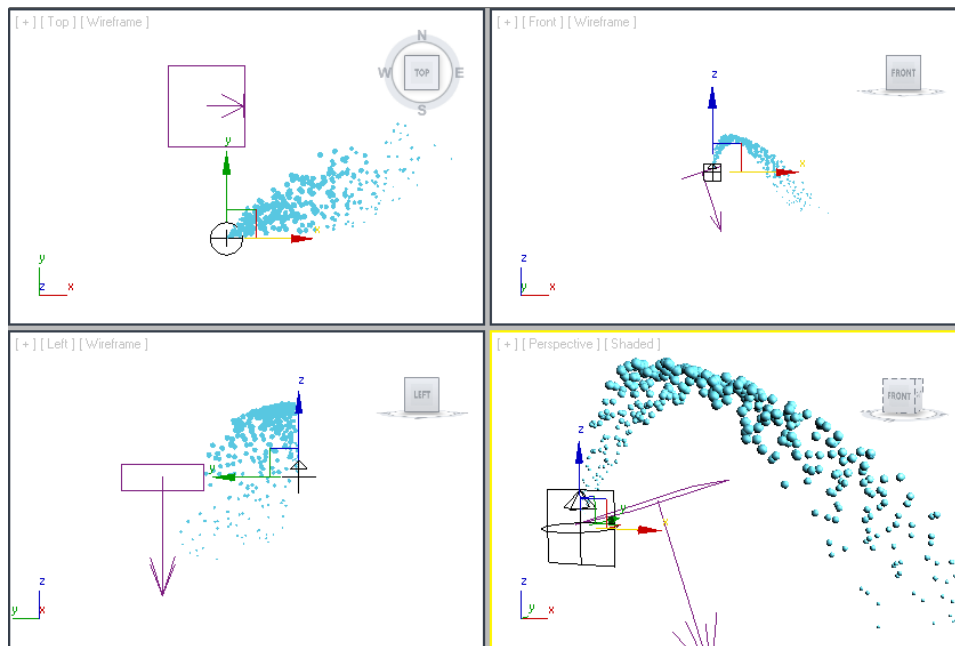 [ + ] [ Top ] [ Wireframe ]
N
W TOP E
S
y
x
y
z x
[ + ] [ Front ] [ Wireframe ]
FRONT
z
x
z
y x
[ + ] [ Left ] [ Wireframe ]
LEFT
z
y
z
y x
[ + ] [ Perspective ] [ Shaded ]
FRONT
z
y
x
z
y
x